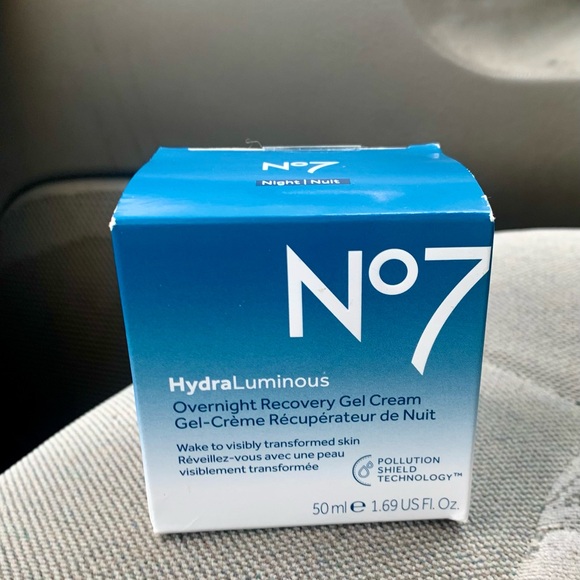 Nº7
Night | Nuit
Nº7
HydraLuminous
Overnight Recovery Gel Cream
Gel-Crème Récupérateur de Nuit
Wake to visibly transformed skin
Réveillez-vous avec une peau
visiblement transformée
POLLUTION
SHIELD
TECHNOLOGY™
50 ml ℮ 1.69 US Fl. Oz.